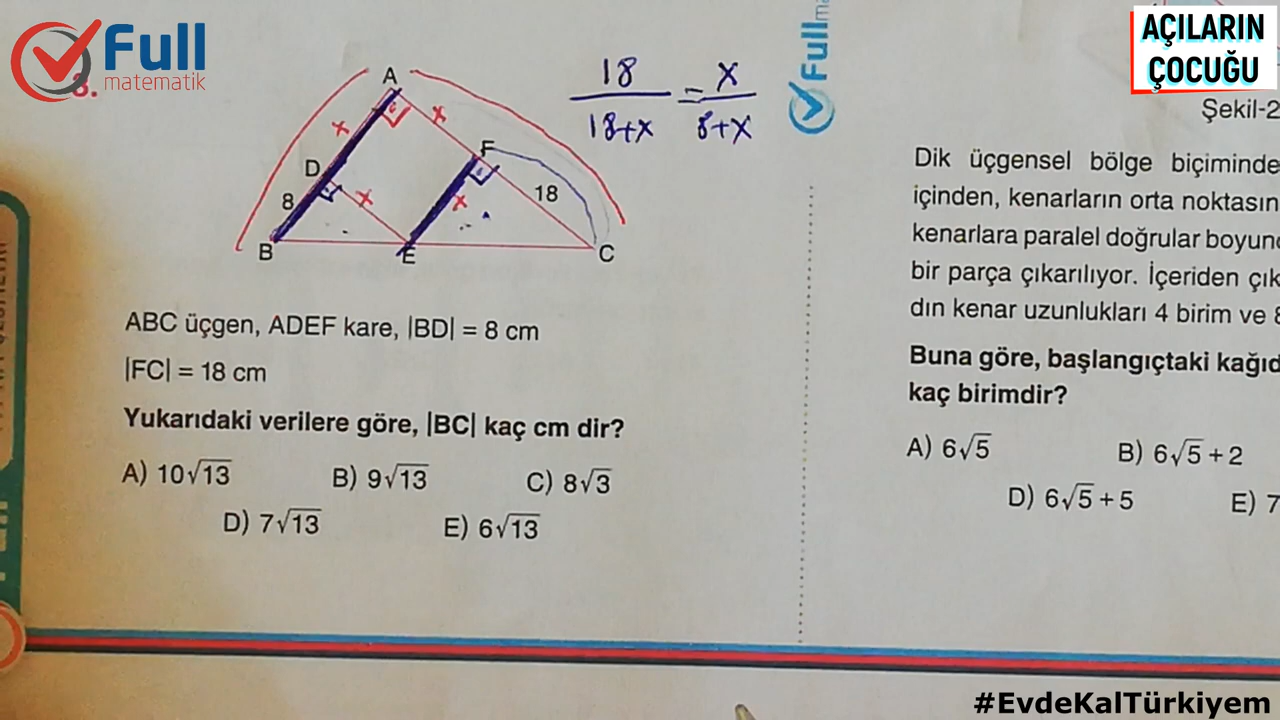 Full
matematik
AÇILARIN
ÇOCUĞU
Full
8.
A
x
x
18
18+x
=
x
8+x
D
F
8
x
x
18
B
E
C
ABC üçgen, ADEF kare, |BD| = 8 cm
|FC| = 18 cm
Yukarıdaki verilere göre, |BC| kaç cm dir?
A) 10√13
B) 9√13
C) 8√3
D) 7√13
E) 6√13
Şekil-2
Dik üçgensel bölge biçiminde
içinden, kenarların orta noktasın
kenarlara paralel doğrular boyun
bir parça çıkarılıyor. İçeriden çık
dın kenar uzunlukları 4 birim ve 8
Buna göre, başlangıçtaki kağıd
kaç birimdir?
A) 6√5
B) 6√5 + 2
D) 6√5 + 5
E) 7
#EvdeKalTürkiyem